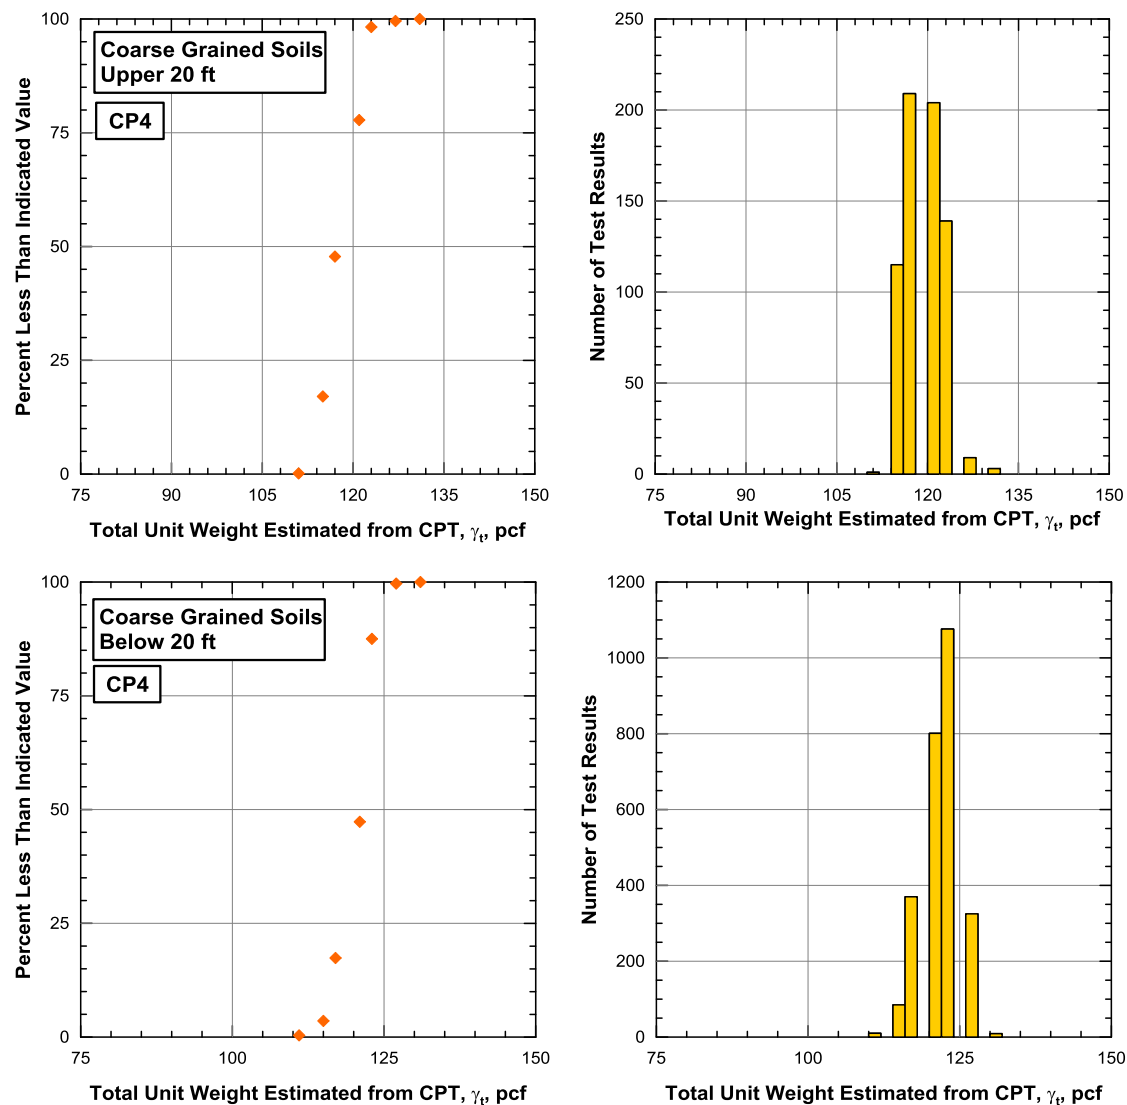 Coarse Grained Soils
Upper 20 ft
CP4
Percent Less Than Indicated Value
100
75
50
25
0
75 90 105 120 135 150
Total Unit Weight Estimated from CPT, γt, pcf
Number of Test Results
250
200
150
100
50
0
75 90 105 120 135 150
Total Unit Weight Estimated from CPT, γt, pcf
Coarse Grained Soils
Below 20 ft
CP4
Percent Less Than Indicated Value
100
75
50
25
0
75 100 125 150
Total Unit Weight Estimated from CPT, γt, pcf
Number of Test Results
1200
1000
800
600
400
200
0
75 100 125 150
Total Unit Weight Estimated from CPT, γt, pcf